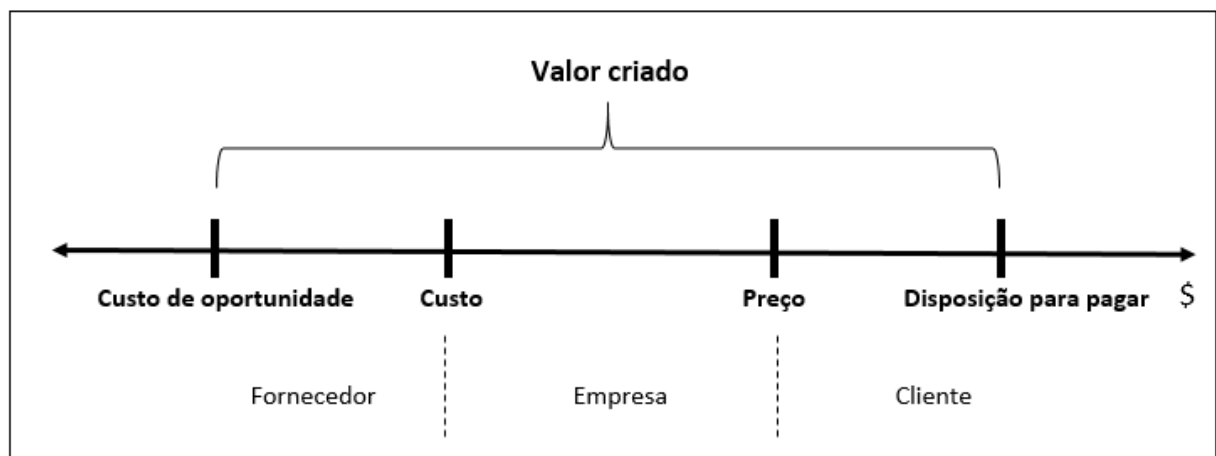 Valor criado
Custo de oportunidade Custo Preço Disposição para pagar $
Fornecedor Empresa Cliente